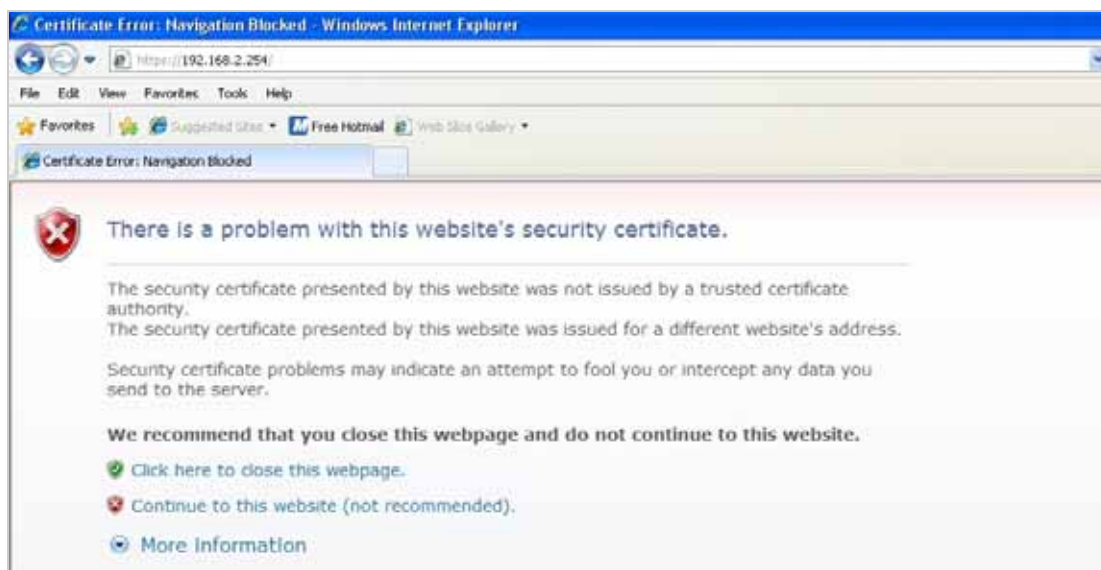 Certificate Error: Navigation Blocked - Windows Internet Explorer
https://192.168.2.254/
File Edit View Favorites Tools Help
Favorites Suggested Sites Free Hotmail Web Slice Gallery
Certificate Error: Navigation Blocked
There is a problem with this website's security certificate.
The security certificate presented by this website was not issued by a trusted certificate
authority.
The security certificate presented by this website was issued for a different website's address.
Security certificate problems may indicate an attempt to fool you or intercept any data you
send to the server.
We recommend that you close this webpage and do not continue to this website.
Click here to close this webpage.
Continue to this website (not recommended).
More information